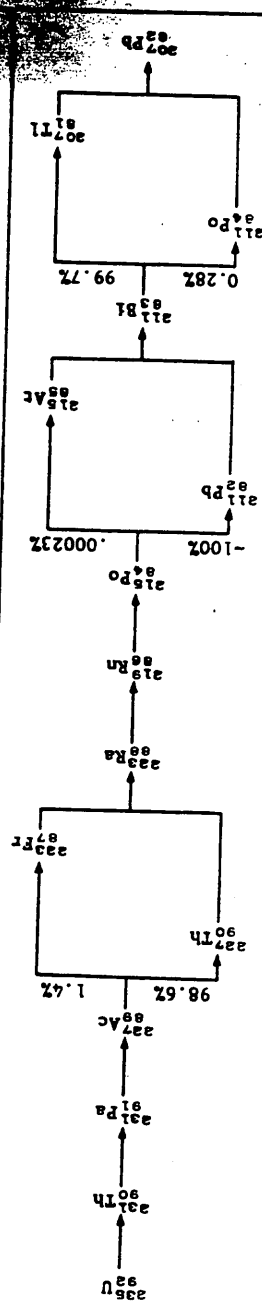 ²³⁵₉₂U
²³¹₉₀Th
²³¹₉₁Pa
²²⁷₈₉Ac
98.6% 1.4%
²²⁷₉₀Th
²²³₈₇Fr
²²³₈₈Ra
²¹⁹₈₆Rn
²¹⁵₈₄Po
~100% .00023%
²¹¹₈₂Pb
²¹⁵₈₅At
²¹¹₈₃Bi
0.28% 99.7%
²¹¹₈₄Po
²⁰⁷₈₁Tl
²⁰⁷₈₂Pb